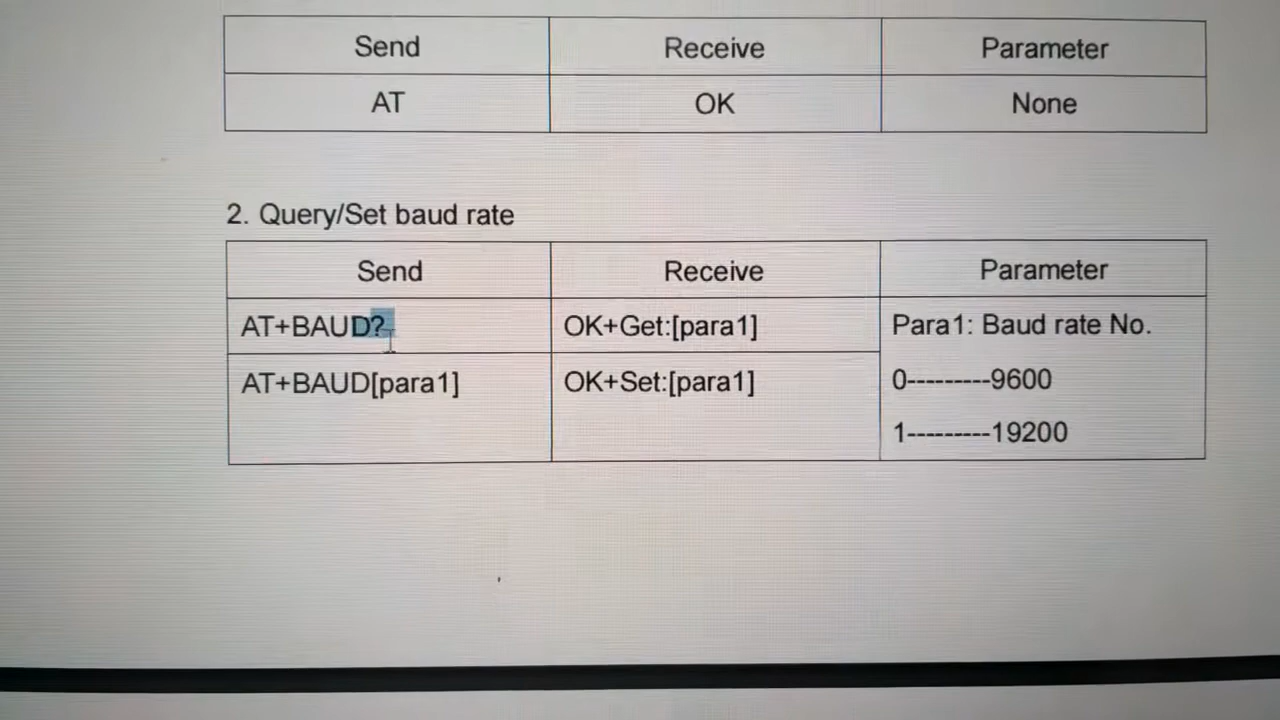 Send Receive Parameter
AT OK None
2. Query/Set baud rate
Send Receive Parameter
AT+BAUD? OK+Get:[para1] Para1: Baud rate No.
AT+BAUD[para1] OK+Set:[para1] 0---------9600
1---------19200